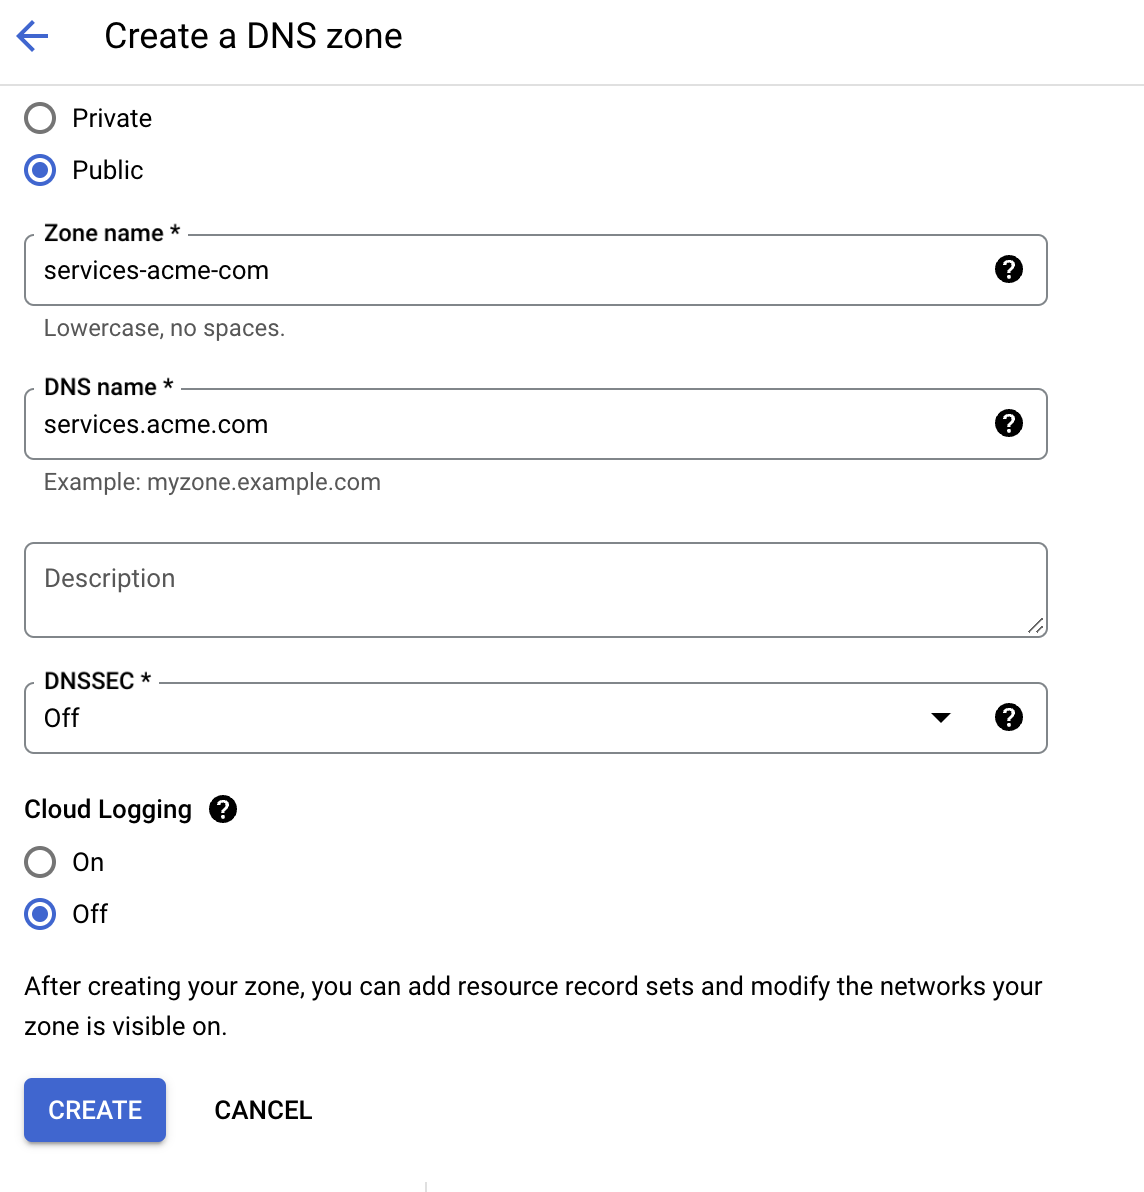 Create a DNS zone
Private
Public
Zone name *
services-acme-com
Lowercase, no spaces.
DNS name *
services.acme.com
Example: myzone.example.com
Description
DNSSEC *
Off
Cloud Logging
On
Off
After creating your zone, you can add resource record sets and modify the networks your
zone is visible on.
CREATE CANCEL